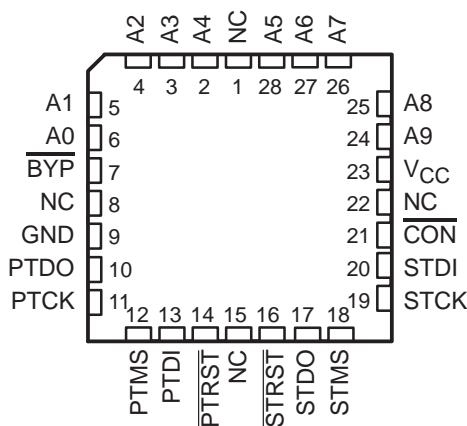 A2 A3 A4 NC A5 A6 A7
4 3 2 1 28 27 26
A1 5 25 A8
A0 6 24 A9
BYP 7 23 VCC
NC 8 22 NC
GND 9 21 CON
PTDO 10 20 STDI
PTCK 11 19 STCK
12 13 14 15 16 17 18
PTMS PTDI PTRST NC STRST STDO STMS